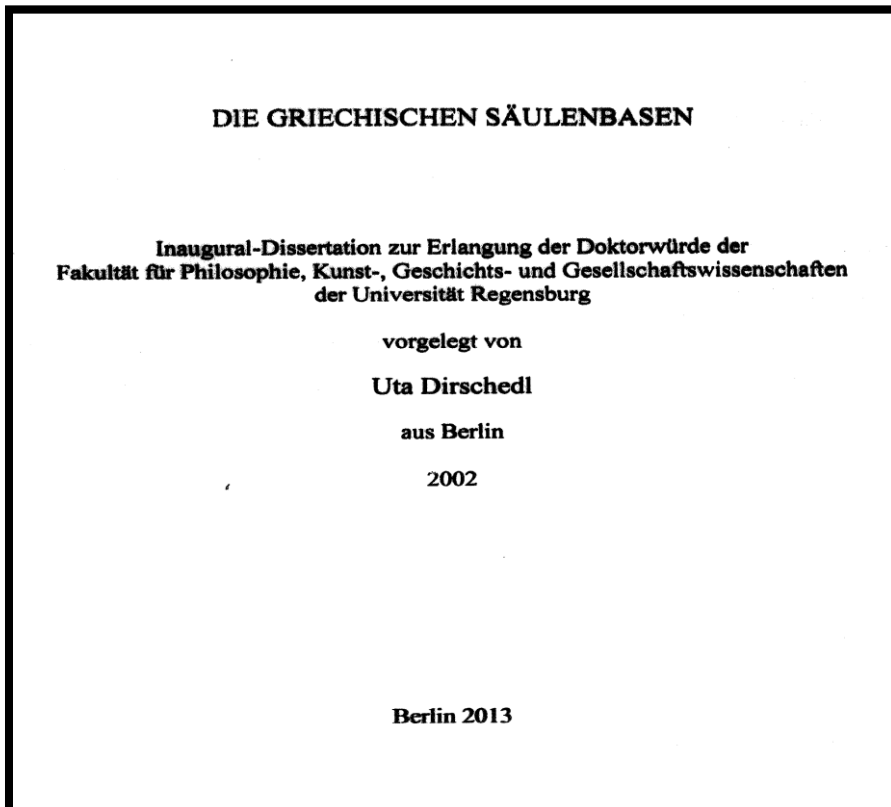 DIE GRIECHISCHEN SÄULENBASEN
Inaugural-Dissertation zur Erlangung der Doktorwürde der
Fakultät für Philosophie, Kunst-, Geschichts- und Gesellschaftswissenschaften
der Universität Regensburg
vorgelegt von
Uta Dirschedl
aus Berlin
2002
Berlin 2013